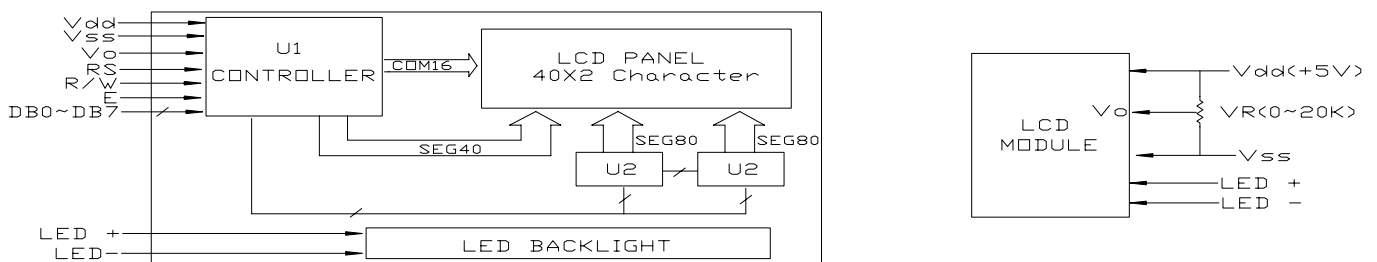 Vdd
Vss
Vo
RS
R/W
E
DB0~DB7
U1
CONTROLLER
COM16
LCD PANEL
40X2 Character
SEG40
SEG80
SEG80
U2
U2
LED +
LED-
LED BACKLIGHT
LCD
MODULE
Vdd(+5V)
Vo
VR(0~20K)
Vss
LED +
LED -